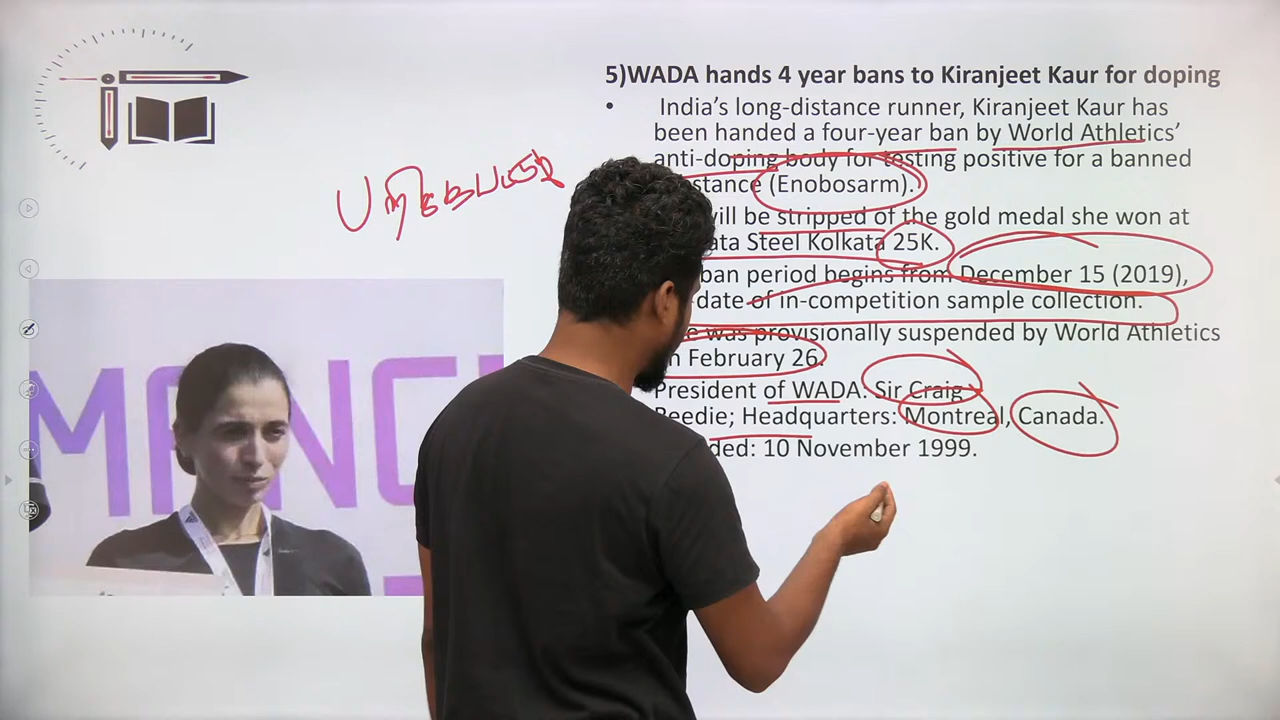 5)WADA hands 4 year bans to Kiranjeet Kaur for doping
• India's long-distance runner, Kiranjeet Kaur has
been handed a four-year ban by World Athletics'
anti-doping body for testing positive for a banned
stance (Enobosarm).
ill be stripped of the gold medal she won at
ata Steel Kolkata 25K.
ban period begins from December 15 (2019),
date of in-competition sample collection.
e was provisionally suspended by World Athletics
n February 26.
President of WADA: Sir Craig
Reedie; Headquarters: Montreal, Canada.
ded: 10 November 1999.
MANC